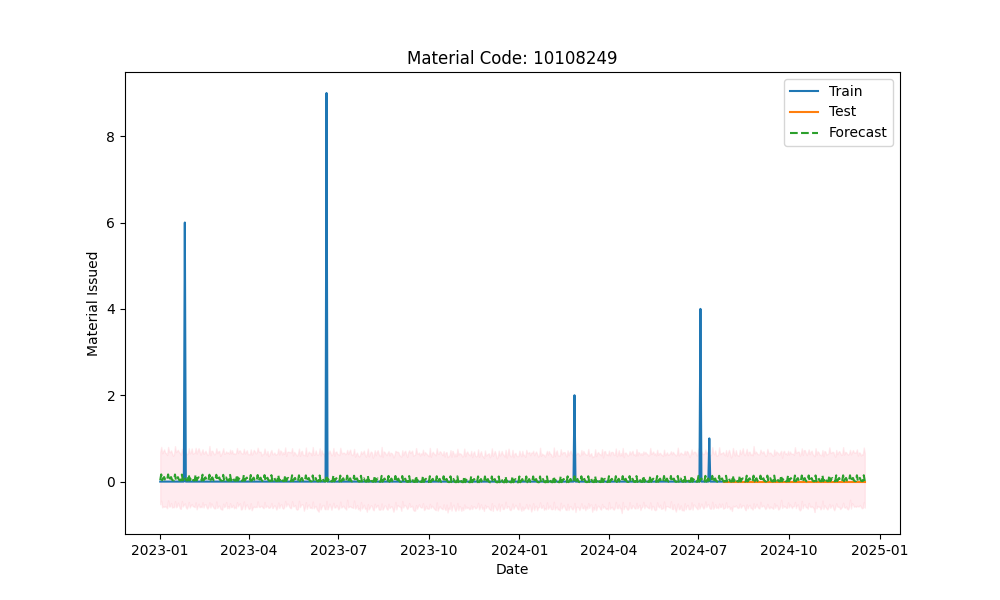 Material Code: 10108249
Train
Test
Forecast
8
6
4
2
0
Material Issued
2023-01 2023-04 2023-07 2023-10 2024-01 2024-04 2024-07 2024-10 2025-01
Date